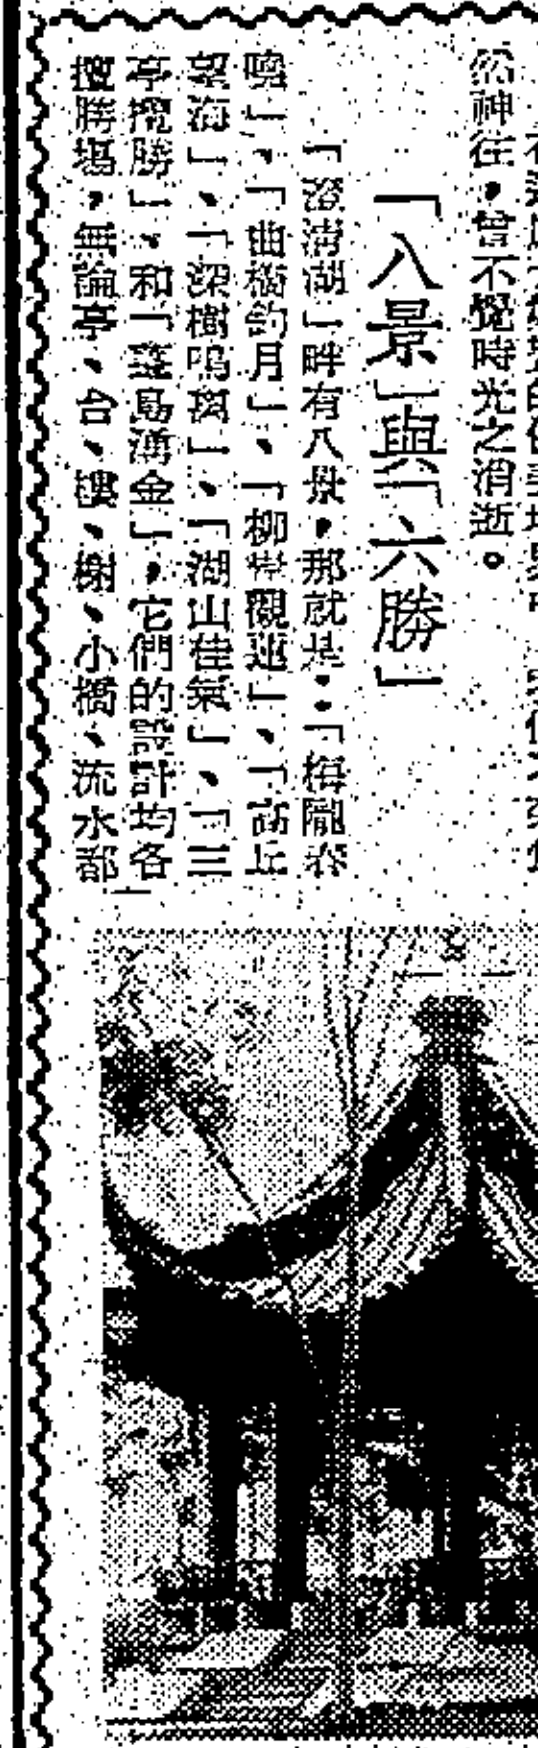 然神往，曾不覺時光之消逝。
「八景」與「六勝」
「澄清湖」畔有八景，那就是：「梅隴春
曉」、「曲橋釣月」、「柳岸觀蓮」、「高丘
望海」、「深樹鳴禽」、「湖山佳氣」、「三
亭攬勝」、和「蓬島湧金」，它們的設計均各
擅勝場，無論亭、台、樓、榭、小橋、流水都